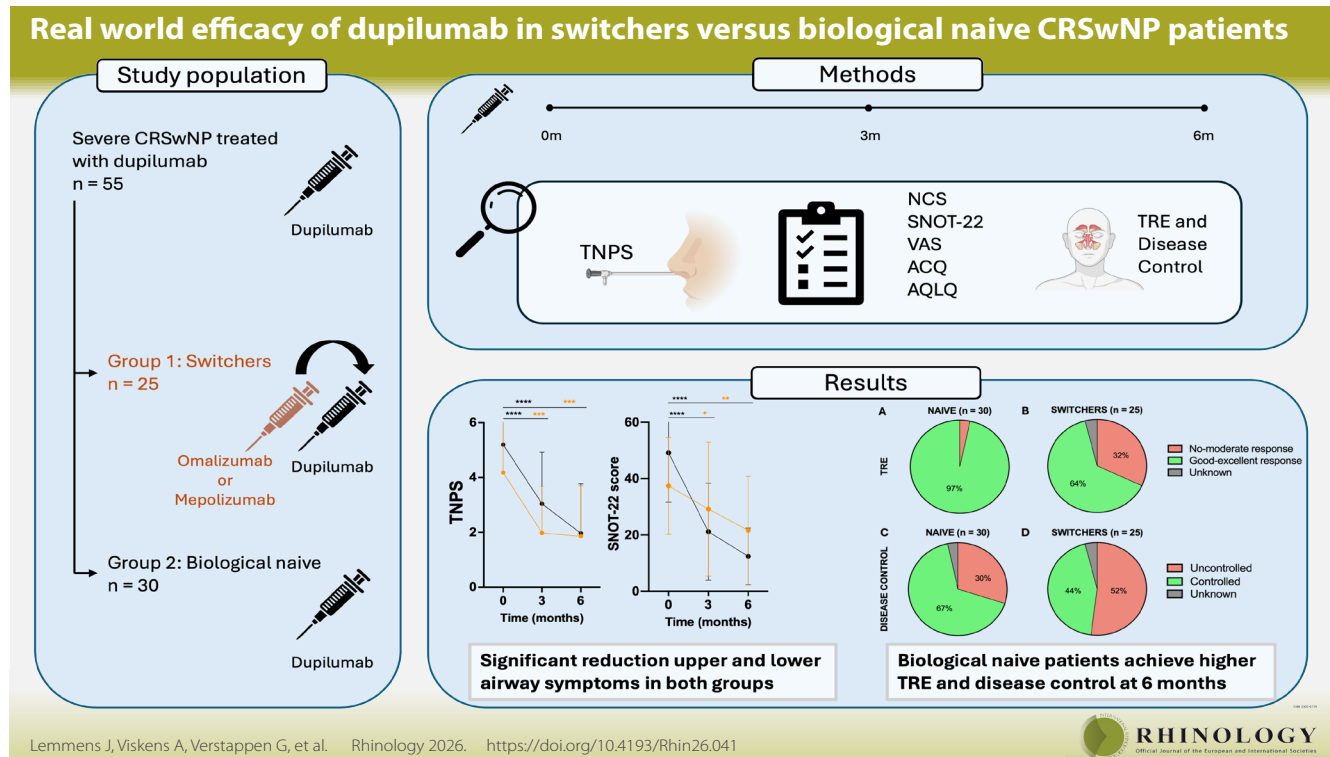 Real world efficacy of dupilumab in switchers versus biological naive CRSwNP patients
Study population
Severe CRSwNP treated
with dupilumab
n = 55
Dupilumab
Group 1: Switchers
n = 25
Omalizumab
or
Mepolizumab
Dupilumab
Group 2: Biological naive
n = 30
Dupilumab
Methods
0m
3m
6m
TNPS
NCS
SNOT-22
VAS
ACQ
AQLQ
TRE and
Disease
Control
Results
**** ***
**** ***
6
4
2
0
TNPS
0 3 6
Time (months)
**** **
**** *
60
40
20
0
SNOT-22 score
0 3 6
Time (months)
A NAIVE (n = 30)
TRE
97%
B SWITCHERS (n = 25)
32%
64%
No-moderate response
Good-excellent response
Unknown
C NAIVE (n = 30)
DISEASE CONTROL
30%
67%
D SWITCHERS (n = 25)
44%
52%
Uncontrolled
Controlled
Unknown
Significant reduction upper and lower
airway symptoms in both groups
Biological naive patients achieve higher
TRE and disease control at 6 months
Lemmens J, Viskens A, Verstappen G, et al. Rhinology 2026. https://doi.org/10.4193/Rhin26.041
RHINOLOGY
Official Journal of the European and International Societies